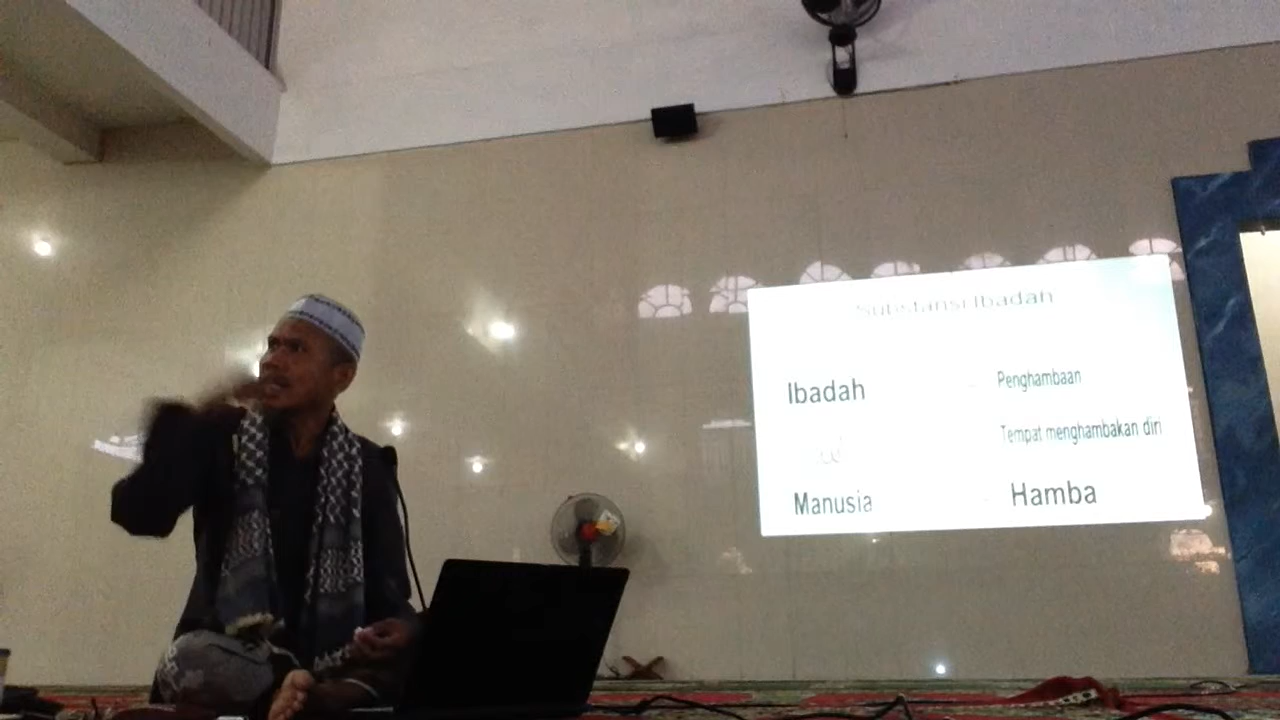 Substansi Ibadah
Ibadah - Penghambaan
Tempat menghambakan diri
Manusia - Hamba